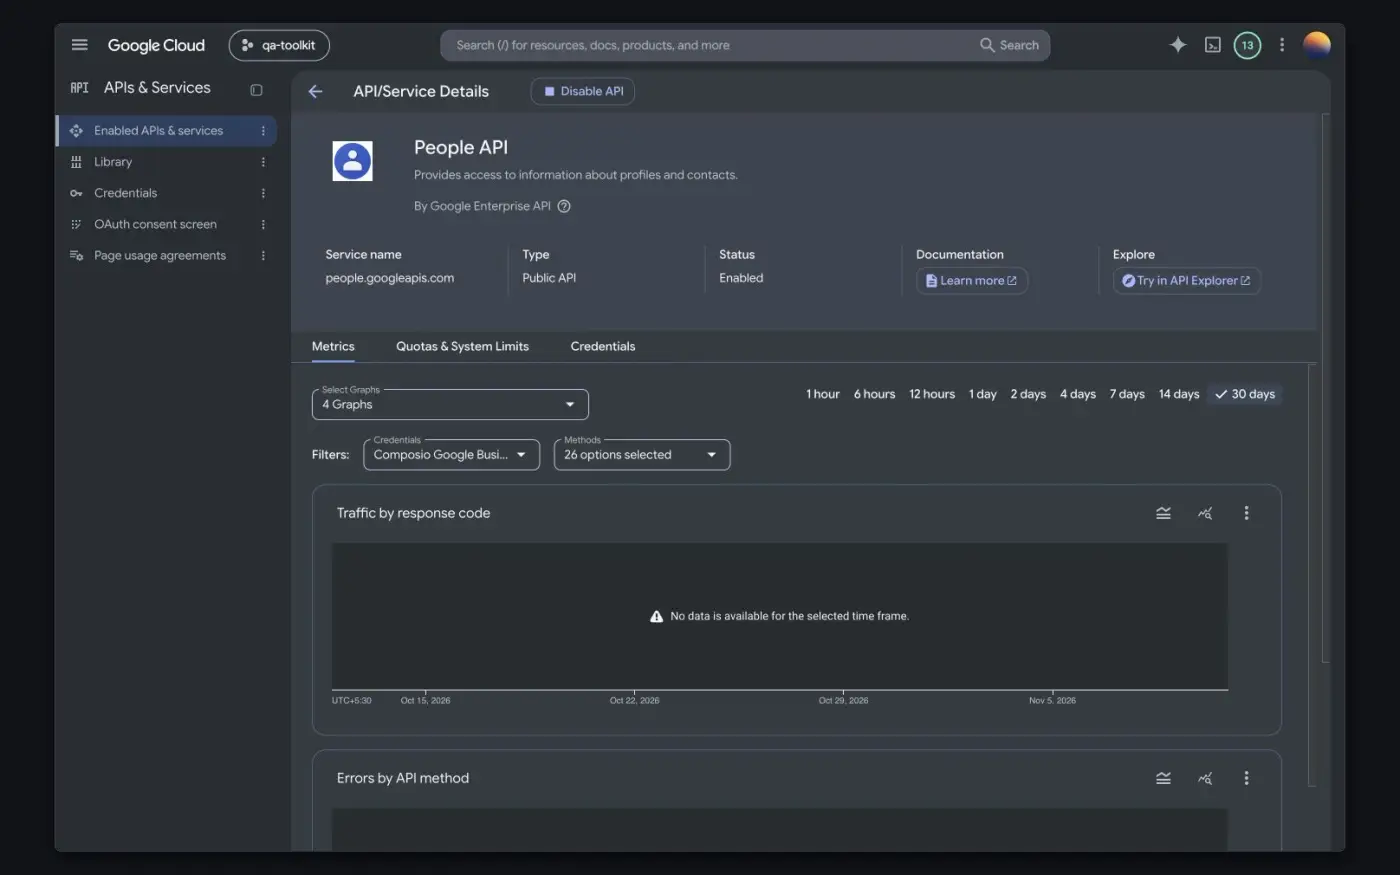 Google Cloud
qa-toolkit
Search (/) for resources, docs, products, and more
Search
13
API
APIs & Services
Enabled APIs & services
Library
Credentials
OAuth consent screen
Page usage agreements
API/Service Details
Disable API
People API
Provides access to information about profiles and contacts.
By Google Enterprise API
Service name
people.googleapis.com
Type
Public API
Status
Enabled
Documentation
Learn more
Explore
Try in API Explorer
Metrics
Quotas & System Limits
Credentials
Select Graphs
4 Graphs
1 hour
6 hours
12 hours
1 day
2 days
4 days
7 days
14 days
30 days
Filters:
Credentials
Composio Google Busi...
Methods
26 options selected
Traffic by response code
No data is available for the selected time frame.
UTC+5:30
Oct 15, 2026
Oct 22, 2026
Oct 29, 2026
Nov 5, 2026
Errors by API method